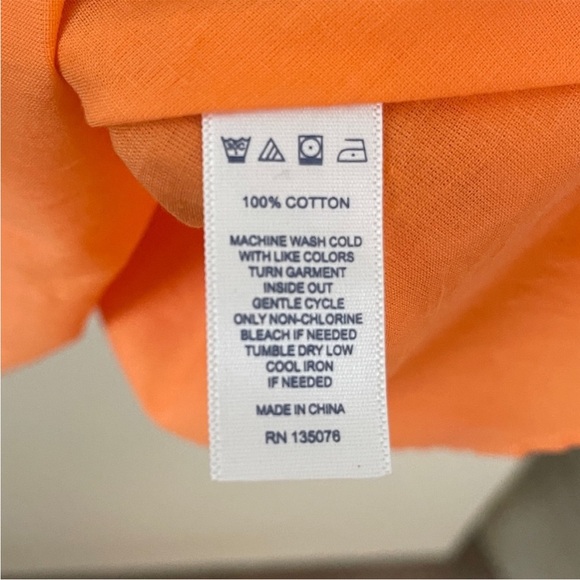 100% COTTON
MACHINE WASH COLD
WITH LIKE COLORS
TURN GARMENT
INSIDE OUT
GENTLE CYCLE
ONLY NON-CHLORINE
BLEACH IF NEEDED
TUMBLE DRY LOW
COOL IRON
IF NEEDED
MADE IN CHINA
RN 135076